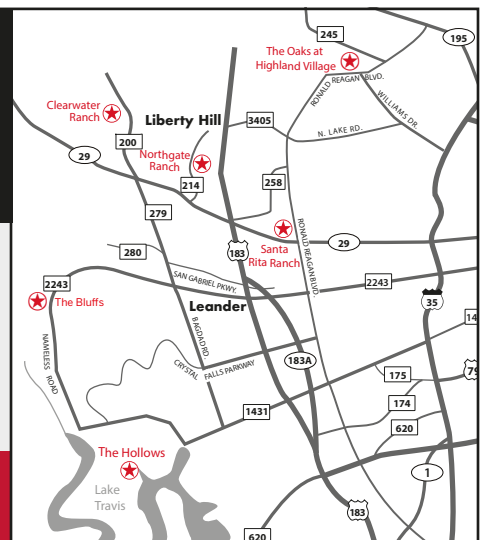 245
195
The Oaks at
Highland Village
RONALD REAGAN BLVD.
WILLIAMS DR.
Clearwater
Ranch
Liberty Hill
3405
N. LAKE RD.
200
29
Northgate
Ranch
214
258
279
RONALD REAGAN BLVD.
Santa
Rita Ranch
29
183
280
SAN GABRIEL PKWY.
2243
2243
The Bluffs
Leander
35
14
NAMELESS ROAD
BAGDAD RD.
CRYSTAL FALLS PARKWAY
183A
175
79
174
1431
620
The Hollows
Lake
Travis
1
183
620